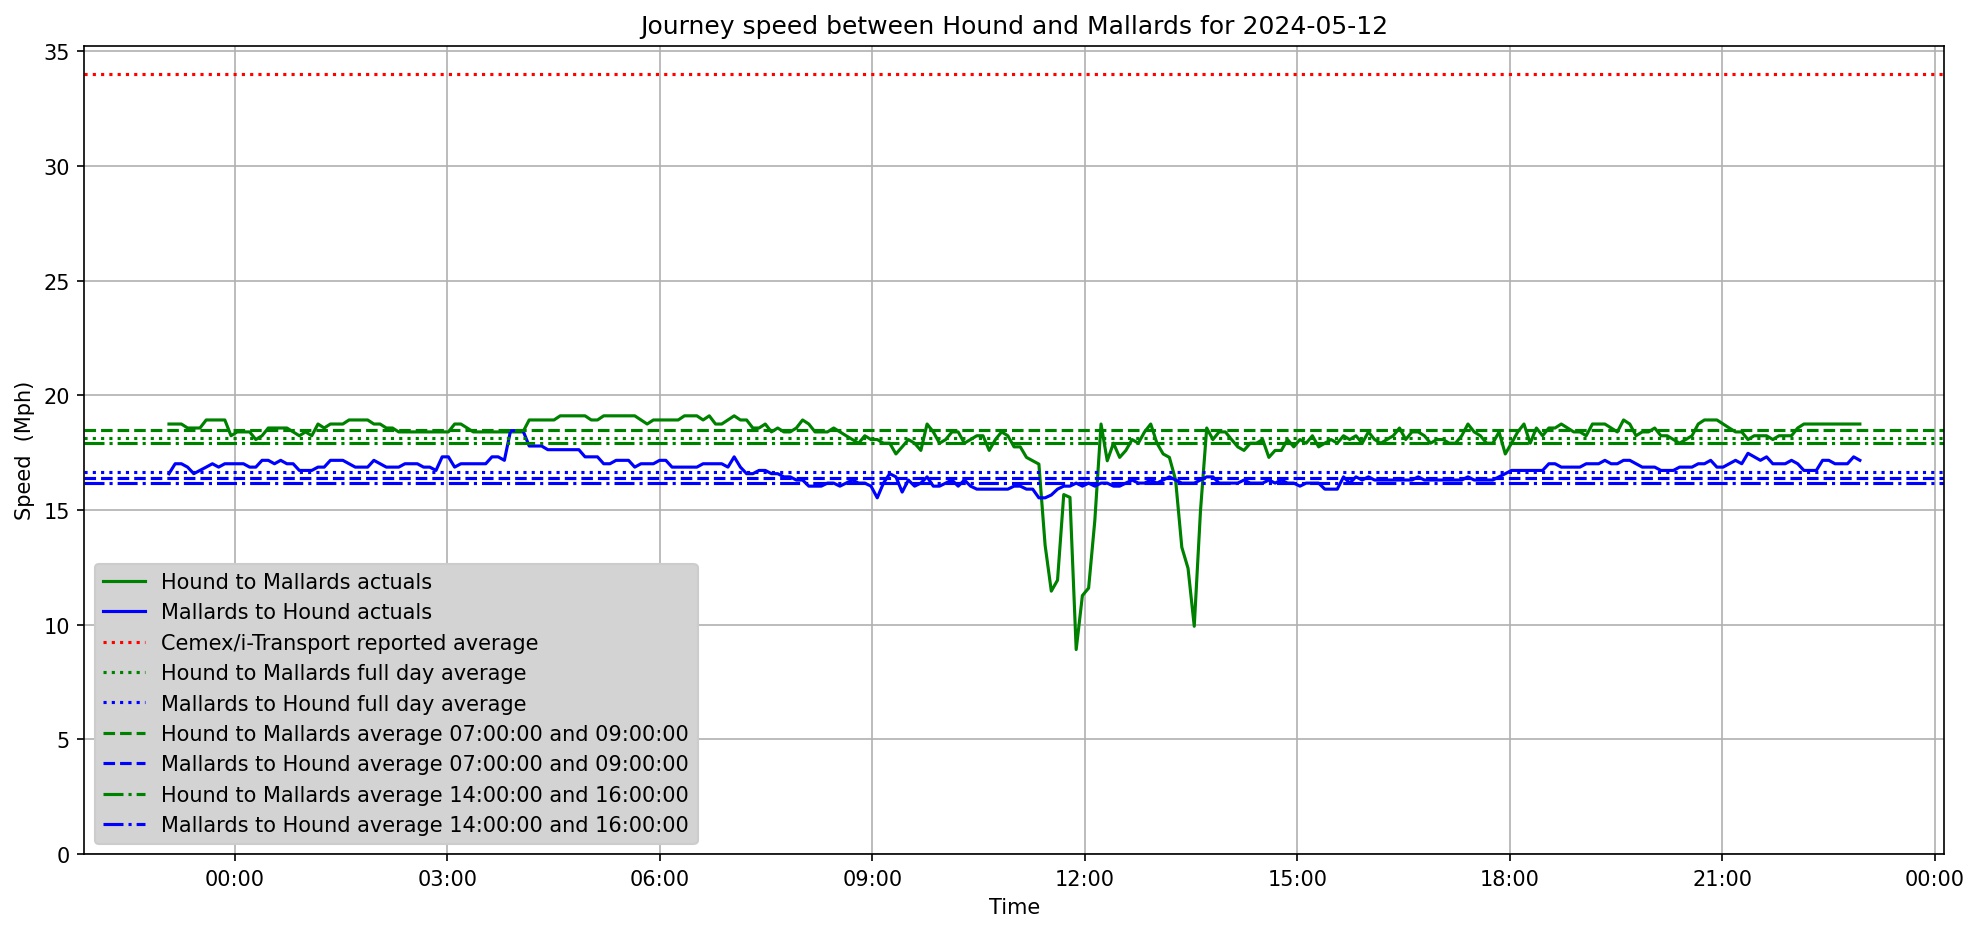 Journey speed between Hound and Mallards for 2024-05-12
35
30
25
20
15
10
5
0
Speed (Mph)
Hound to Mallards actuals
Mallards to Hound actuals
Cemex/i-Transport reported average
Hound to Mallards full day average
Mallards to Hound full day average
Hound to Mallards average 07:00:00 and 09:00:00
Mallards to Hound average 07:00:00 and 09:00:00
Hound to Mallards average 14:00:00 and 16:00:00
Mallards to Hound average 14:00:00 and 16:00:00
00:00 03:00 06:00 09:00 12:00 15:00 18:00 21:00 00:00
Time